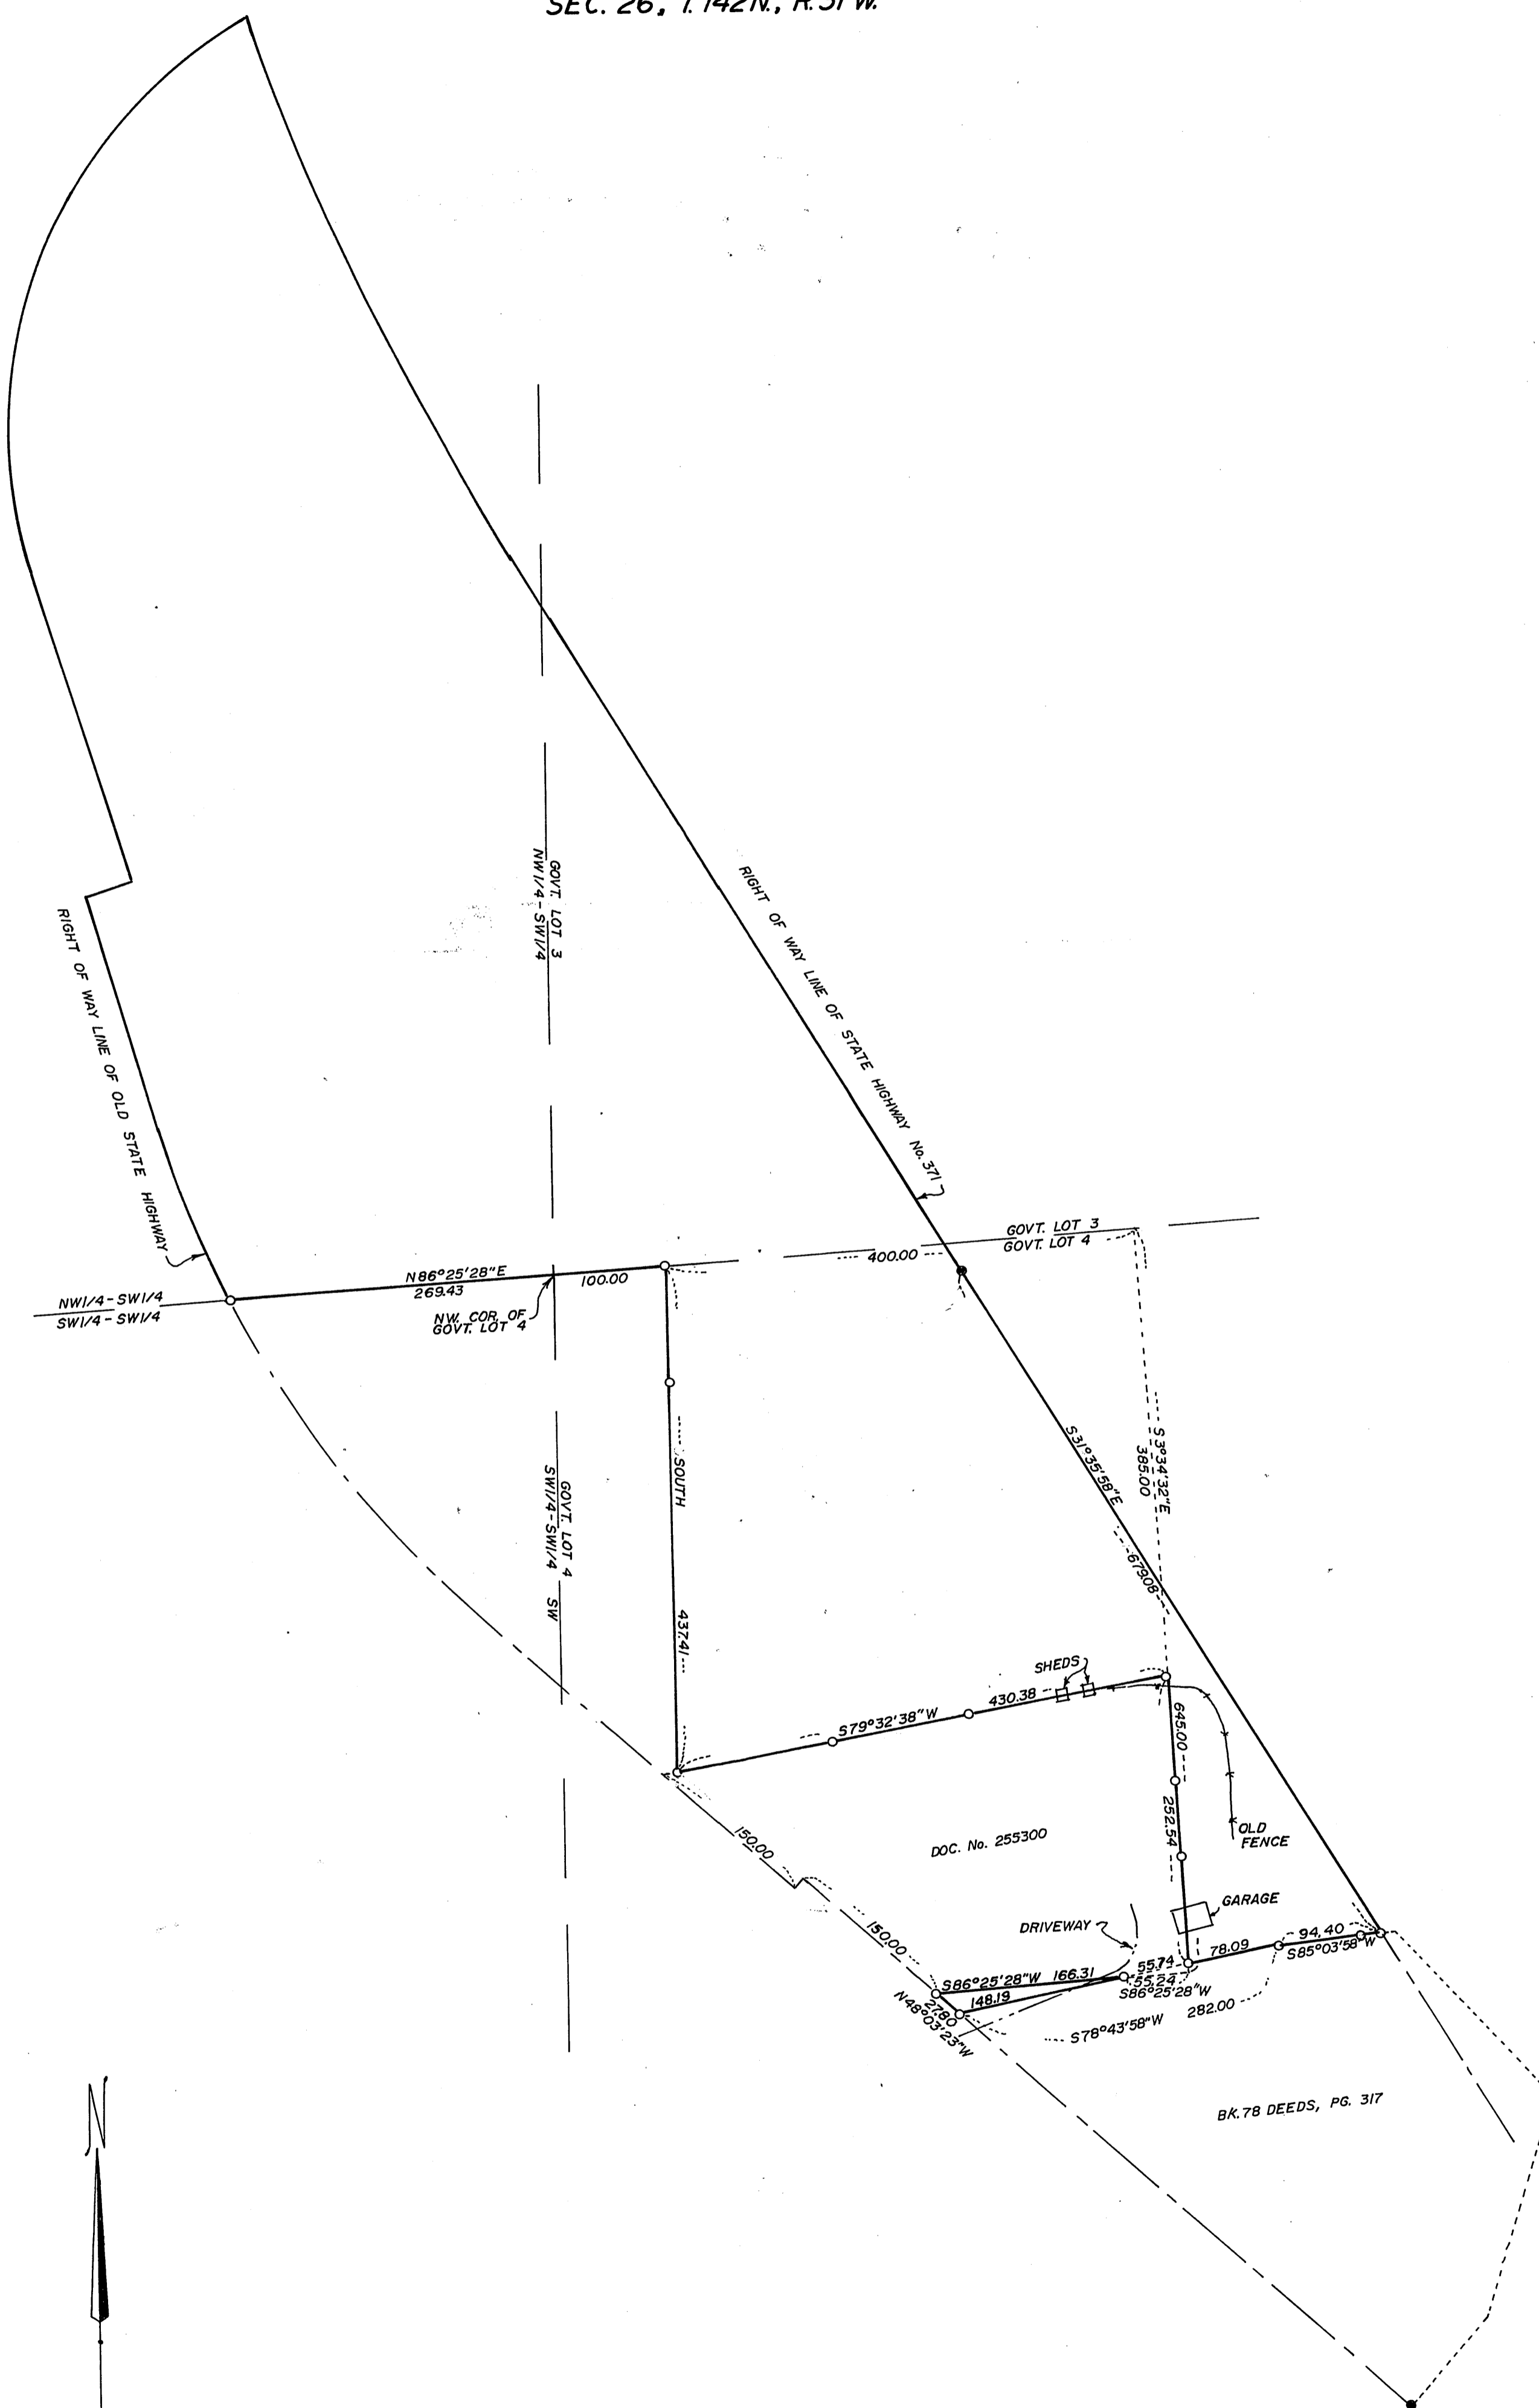 SEC. 26, T. 142 N., R. 31 W.
GOVT. LOT 3
NW1/4-SW1/4
RIGHT OF WAY LINE OF STATE HIGHWAY No. 371
RIGHT OF WAY LINE OF OLD STATE HIGHWAY
GOVT. LOT 3
GOVT. LOT 4
400.00
N86°25'28"E
269.43
100.00
NW1/4-SW1/4
SW1/4-SW1/4
NW. COR. OF
GOVT. LOT 4
SOUTH
437.41
GOVT. LOT 4
SW1/4-SW1/4 SW
S31°35'58"E
679.08
S3°34'32"E
385.00
SHEDS
430.38
S79°32'38"W
645.00
252.54
OLD
FENCE
DOC. No. 255300
150.00
GARAGE
DRIVEWAY
150.00
94.40
S85°03'58"W
78.09
55.74
55.24
S86°25'28"W
S86°25'28"W 166.31
148.19
27.80
N48°03'23"W
S78°43'58"W 282.00
BK.78 DEEDS, PG. 317
N